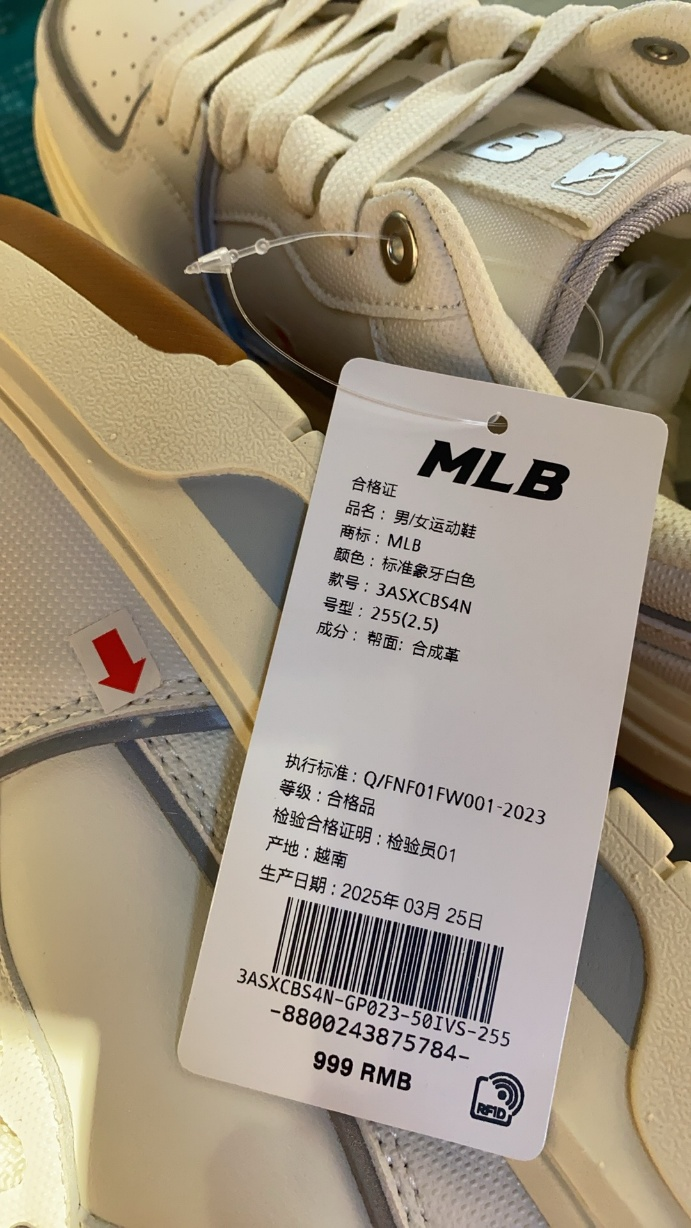 MLB
合格证
品名：男/女运动鞋
商标：MLB
颜色：标准象牙白色
款号：3ASXCBS4N
号型：255(2.5)
成分：帮面：合成革
执行标准：Q/FNF01FW001-2023
等级：合格品
检验合格证明：检验员01
产地：越南
生产日期：2025年 03月 25日
3ASXCBS4N-GP023-50IVS-255
-8800243875784-
999 RMB
RFID